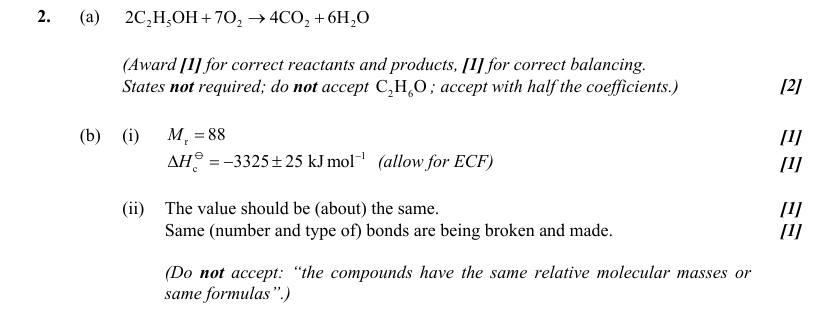 2. (a) 2C₂H₅OH + 7O₂ → 4CO₂ + 6H₂O
(Award [1] for correct reactants and products, [1] for correct balancing.
States not required; do not accept C₂H₆O ; accept with half the coefficients.) [2]
(b) (i) Mᵣ = 88 [1]
ΔH_c^⊖ = −3325 ± 25 kJ mol⁻¹ (allow for ECF) [1]
(ii) The value should be (about) the same. [1]
Same (number and type of) bonds are being broken and made. [1]
(Do not accept: “the compounds have the same relative molecular masses or
same formulas”.)